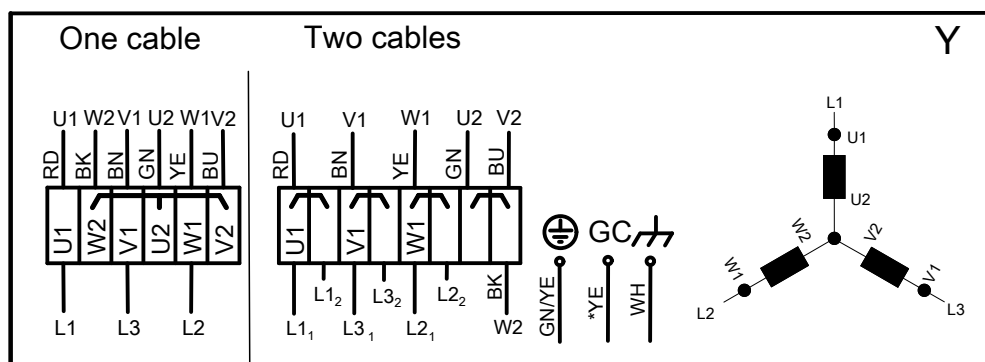 One cable
Two cables
Y
U1 W2 V1 U2 W1 V2
RD BK BN GN YE BU
U1 W2 V1 U2 W1 V2
L1 L3 L2
U1 V1 W1 U2 V2
RD BN YE GN BU
U1 V1 W1
BK
L1₂ L3₂ L2₂
L1₁ L3₁ L2₁ W2
GC
GN/YE *YE WH
L1
U1
U2
W2 V2
W1 V1
L2 L3